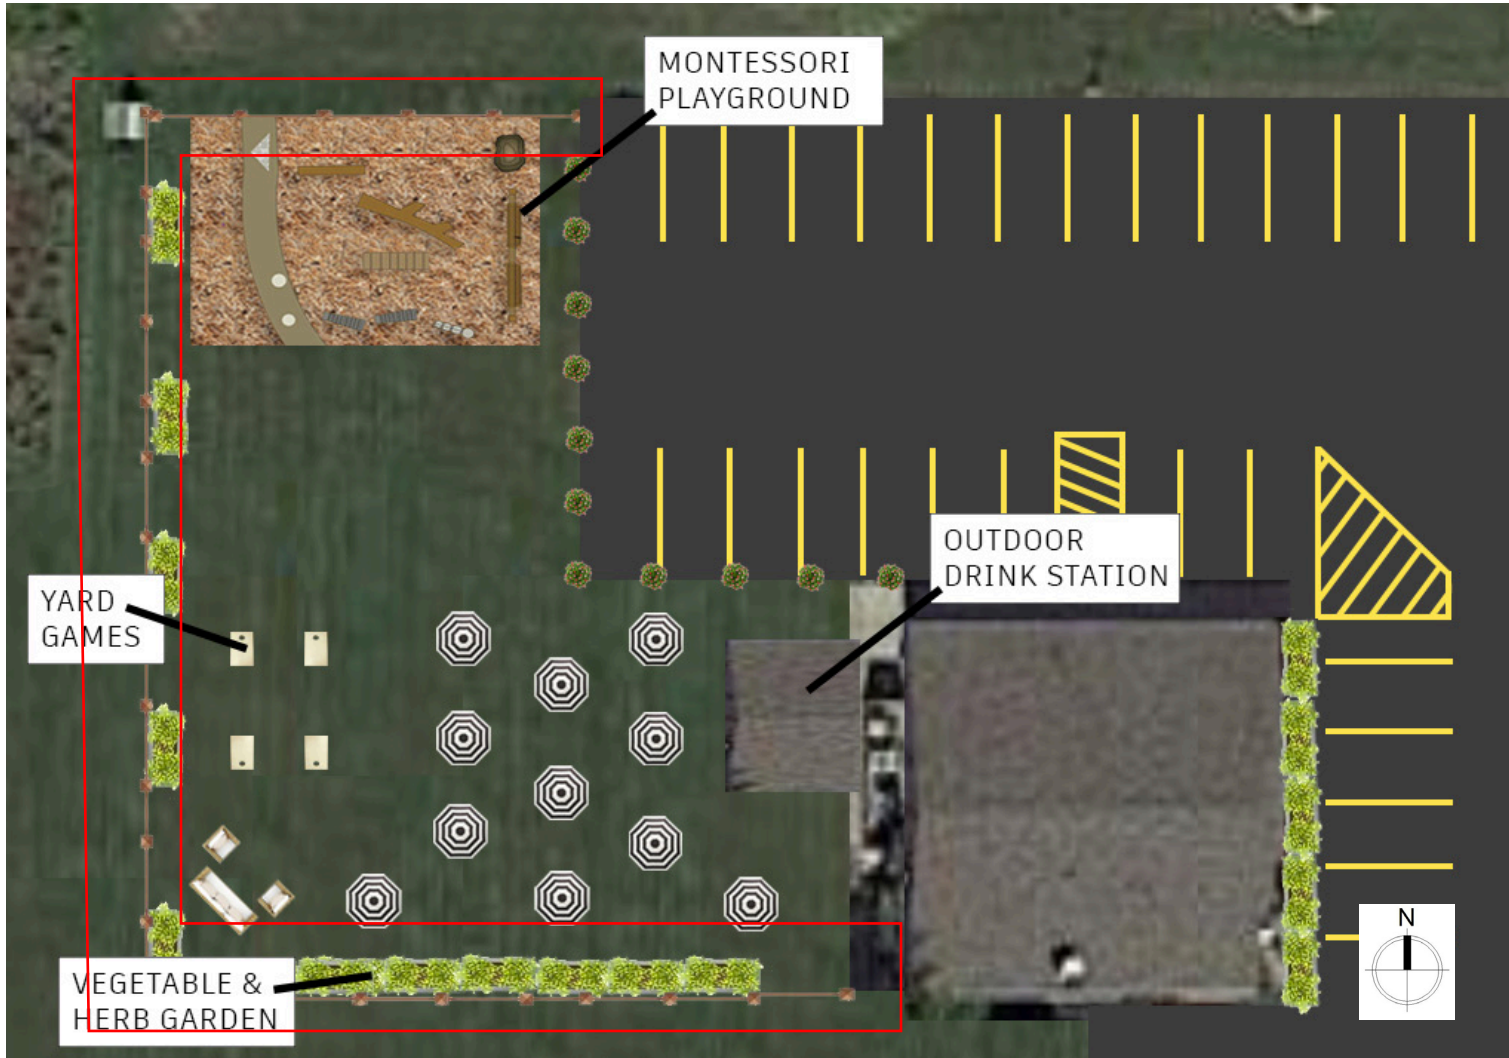 MONTESSORI
PLAYGROUND
OUTDOOR
DRINK STATION
YARD
GAMES
VEGETABLE &
HERB GARDEN
N